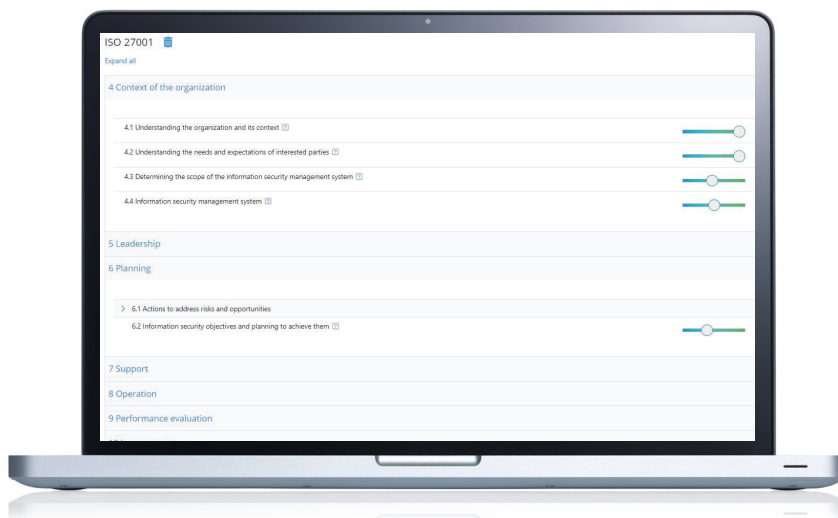 ISO 27001
Expand all
4 Context of the organization
4.1 Understanding the organization and its context
4.2 Understanding the needs and expectations of interested parties
4.3 Determining the scope of the information security management system
4.4 Information security management system
5 Leadership
6 Planning
6.1 Actions to address risks and opportunities
6.2 Information security objectives and planning to achieve them
7 Support
8 Operation
9 Performance evaluation